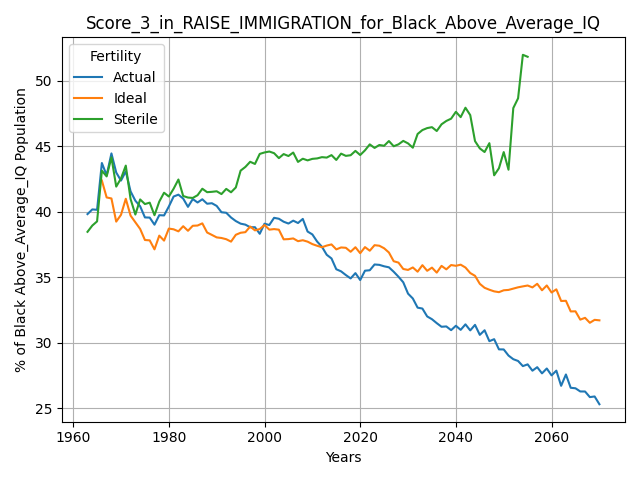 Score_3_in_RAISE_IMMIGRATION_for_Black_Above_Average_IQ
Fertility
Actual
Ideal
Sterile
% of Black Above_Average_IQ Population
50
45
40
35
30
25
1960
1980
2000
2020
2040
2060
Years